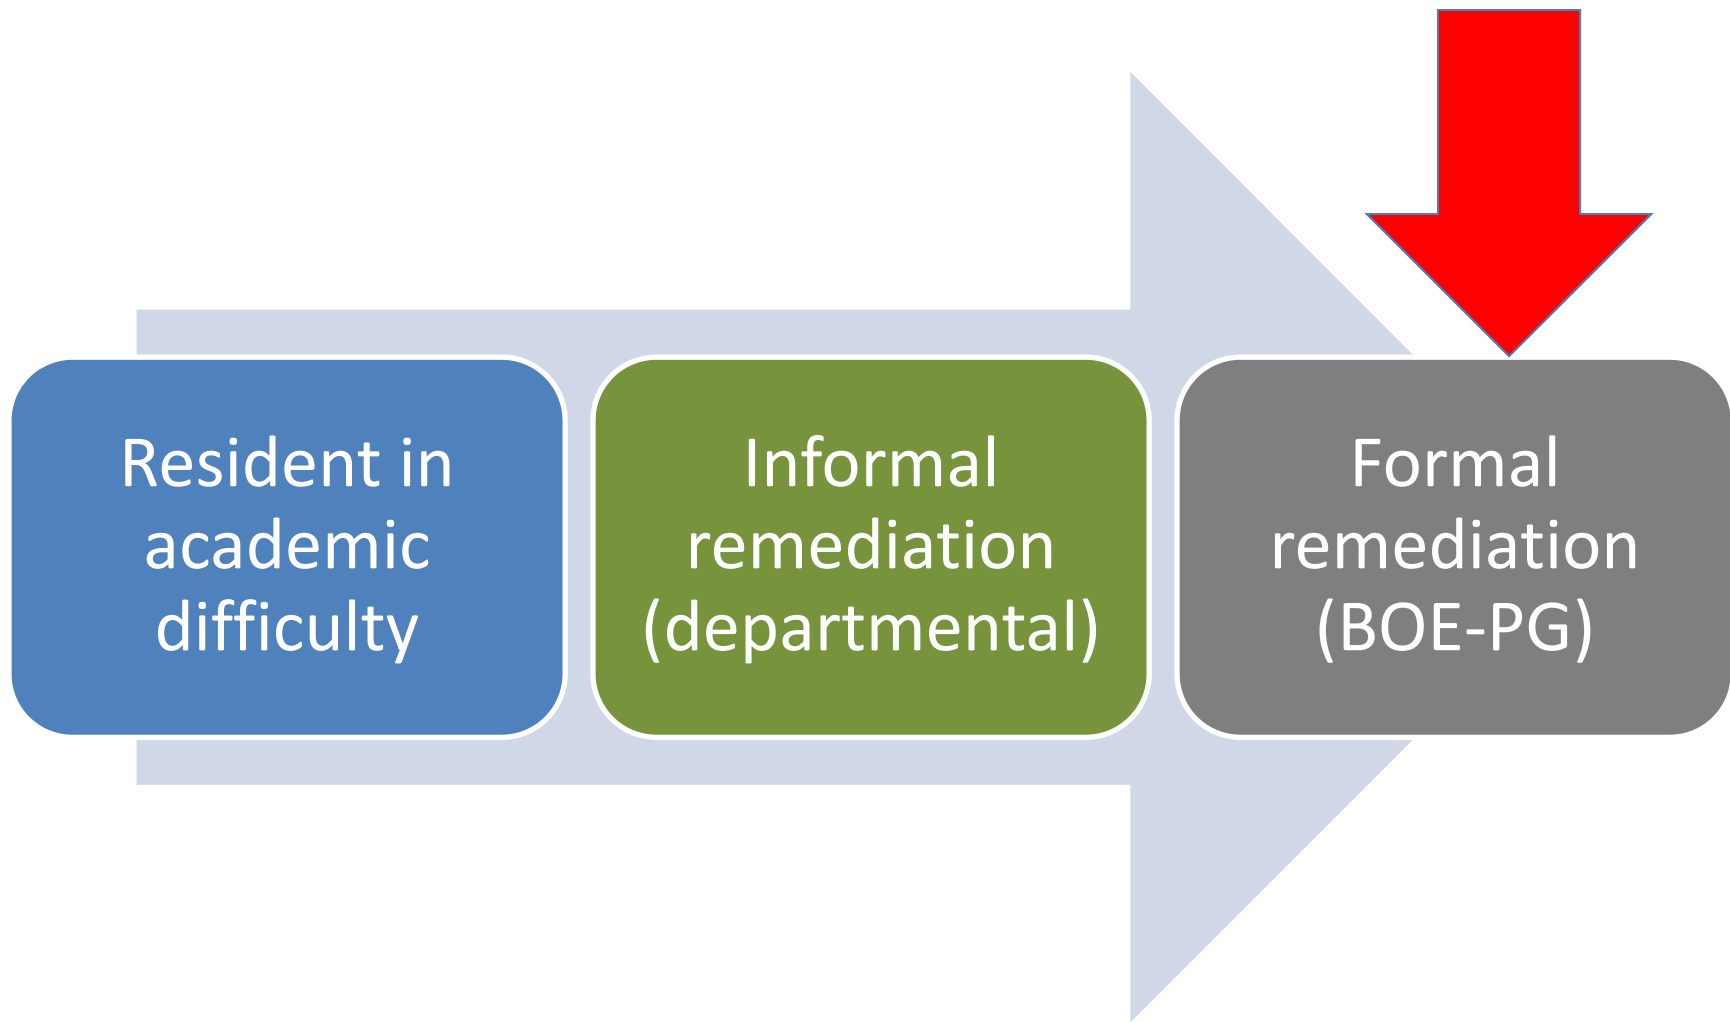 Resident in
academic
difficulty
Informal
remediation
(departmental)
Formal
remediation
(BOE-PG)